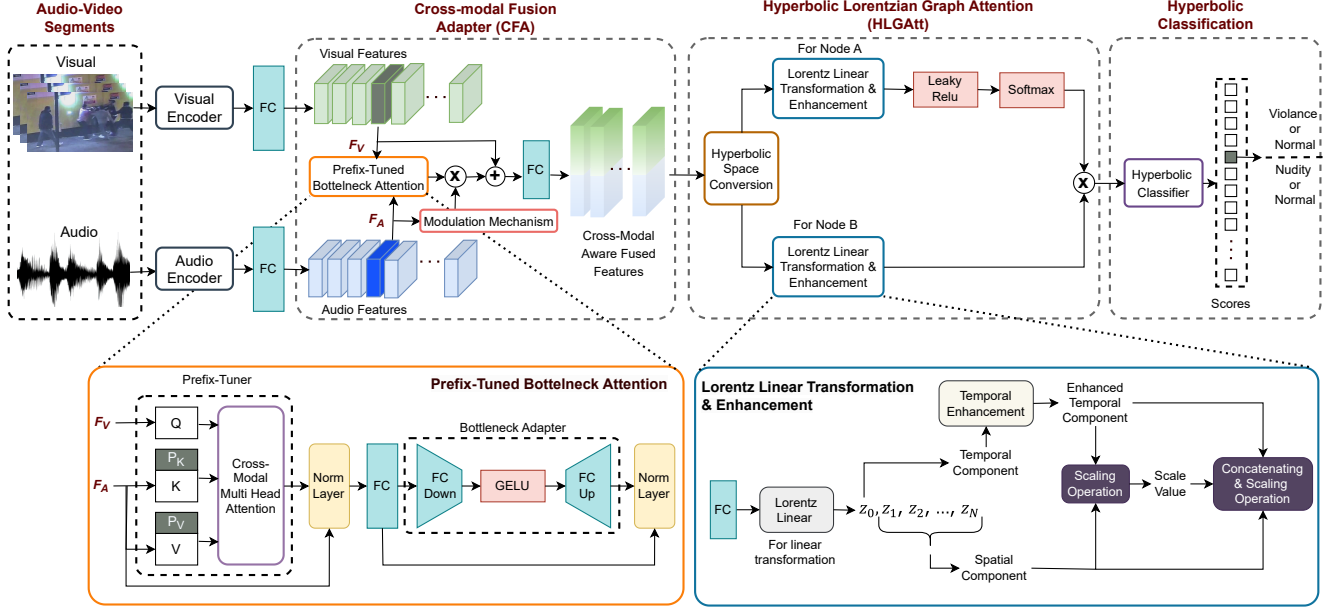 Audio-Video
Segments
Cross-modal Fusion
Adapter (CFA)
Hyperbolic Lorentzian Graph Attention
(HLGAtt)
Hyperbolic
Classification
Visual
Visual
Encoder
FC
Visual Features
F_V
Prefix-Tuned
Bottelneck Attention
X
+
FC
F_A
Modulation Mechanism
Audio
Audio
Encoder
FC
Audio Features
Cross-Modal
Aware Fused
Features
Hyperbolic
Space
Conversion
For Node A
Lorentz Linear
Transformation &
Enhancement
Leaky
Relu
Softmax
For Node B
Lorentz Linear
Transformation &
Enhancement
X
Hyperbolic
Classifier
Scores
Violance
or
Normal
Nudity
or
Normal
Prefix-Tuned Bottelneck Attention
Prefix-Tuner
F_V
Q
P_K
F_A
K
P_V
V
Cross-
Modal
Multi Head
Attention
Norm
Layer
FC
Bottleneck Adapter
FC
Down
GELU
FC
Up
Norm
Layer
Lorentz Linear Transformation
& Enhancement
FC
Lorentz
Linear
For linear
transformation
Z_0, Z_1, Z_2, ..., Z_N
Temporal
Enhancement
Temporal
Component
Enhanced
Temporal
Component
Spatial
Component
Scaling
Operation
Scale
Value
Concatenating
& Scaling
Operation